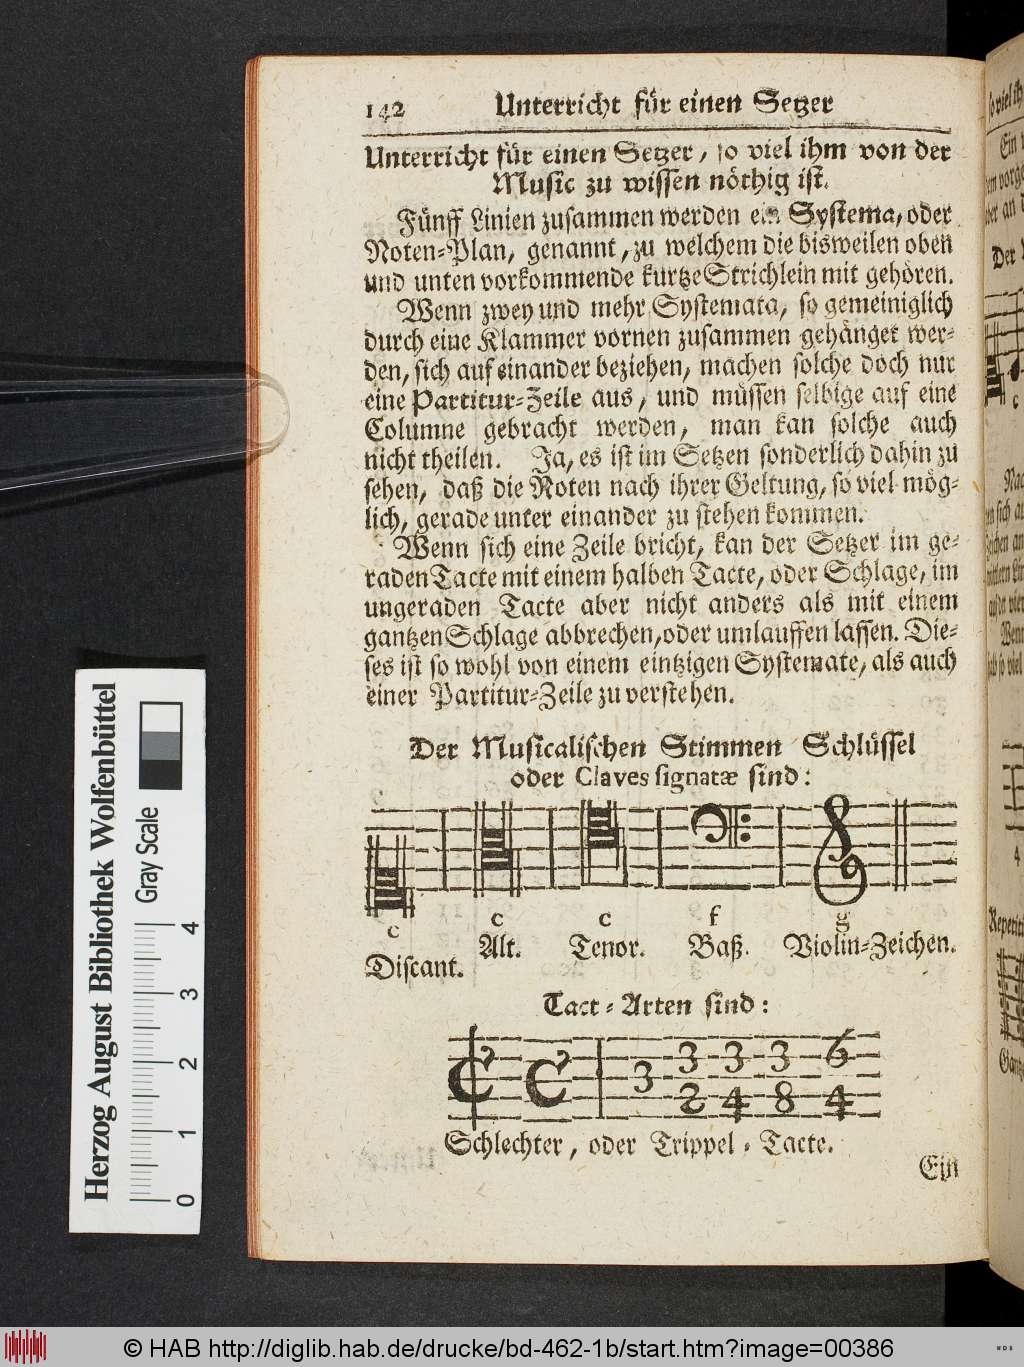 142 Unterricht für einen Setzer
Unterricht für einen Setzer, so viel ihm von der
Music zu wissen nöthig ist.
Fünff Linien zusammen werden ein Systema, oder
Noten-Plan, genannt, zu welchem die bisweilen oben
und unten vorkommende kurtze Strichlein mit gehören.
Wenn zwey und mehr Systemata, so gemeiniglich
durch eine Klammer vornen zusammen gehänget wer-
den, sich auf einander beziehen, machen solche doch nur
eine Partitur-Zeile aus, und müssen selbige auf eine
Columne gebracht werden, man kan solche auch
nicht theilen. Ja, es ist im Setzen sonderlich dahin zu
sehen, daß die Noten nach ihrer Geltung, so viel mög-
lich, gerade unter einander zu stehen kommen.
Wenn sich eine Zeile bricht, kan der Setzer im ge-
raden Tacte mit einem halben Tacte, oder Schlage, im
ungeraden Tacte aber nicht anders als mit einem
gantzen Schlage abbrechen, oder umlauffen lassen. Die-
ses ist so wohl von einem eintzigen Systemate, als auch
einer Partitur-Zeile zu verstehen.
Der Musicalischen Stimmen Schlüssel
oder Claves signatæ sind:
c c c f g
Discant. Alt. Tenor. Baß. Violin-Zeichen.
Tact-Arten sind:
3 3 3 3 6
2 4 8 4
Schlechter, oder Trippel-Tacte.
Ein
Herzog August Bibliothek Wolfenbüttel
Gray Scale
0 1 2 3 4
© HAB http://diglib.hab.de/drucke/bd-462-1b/start.htm?image=00386